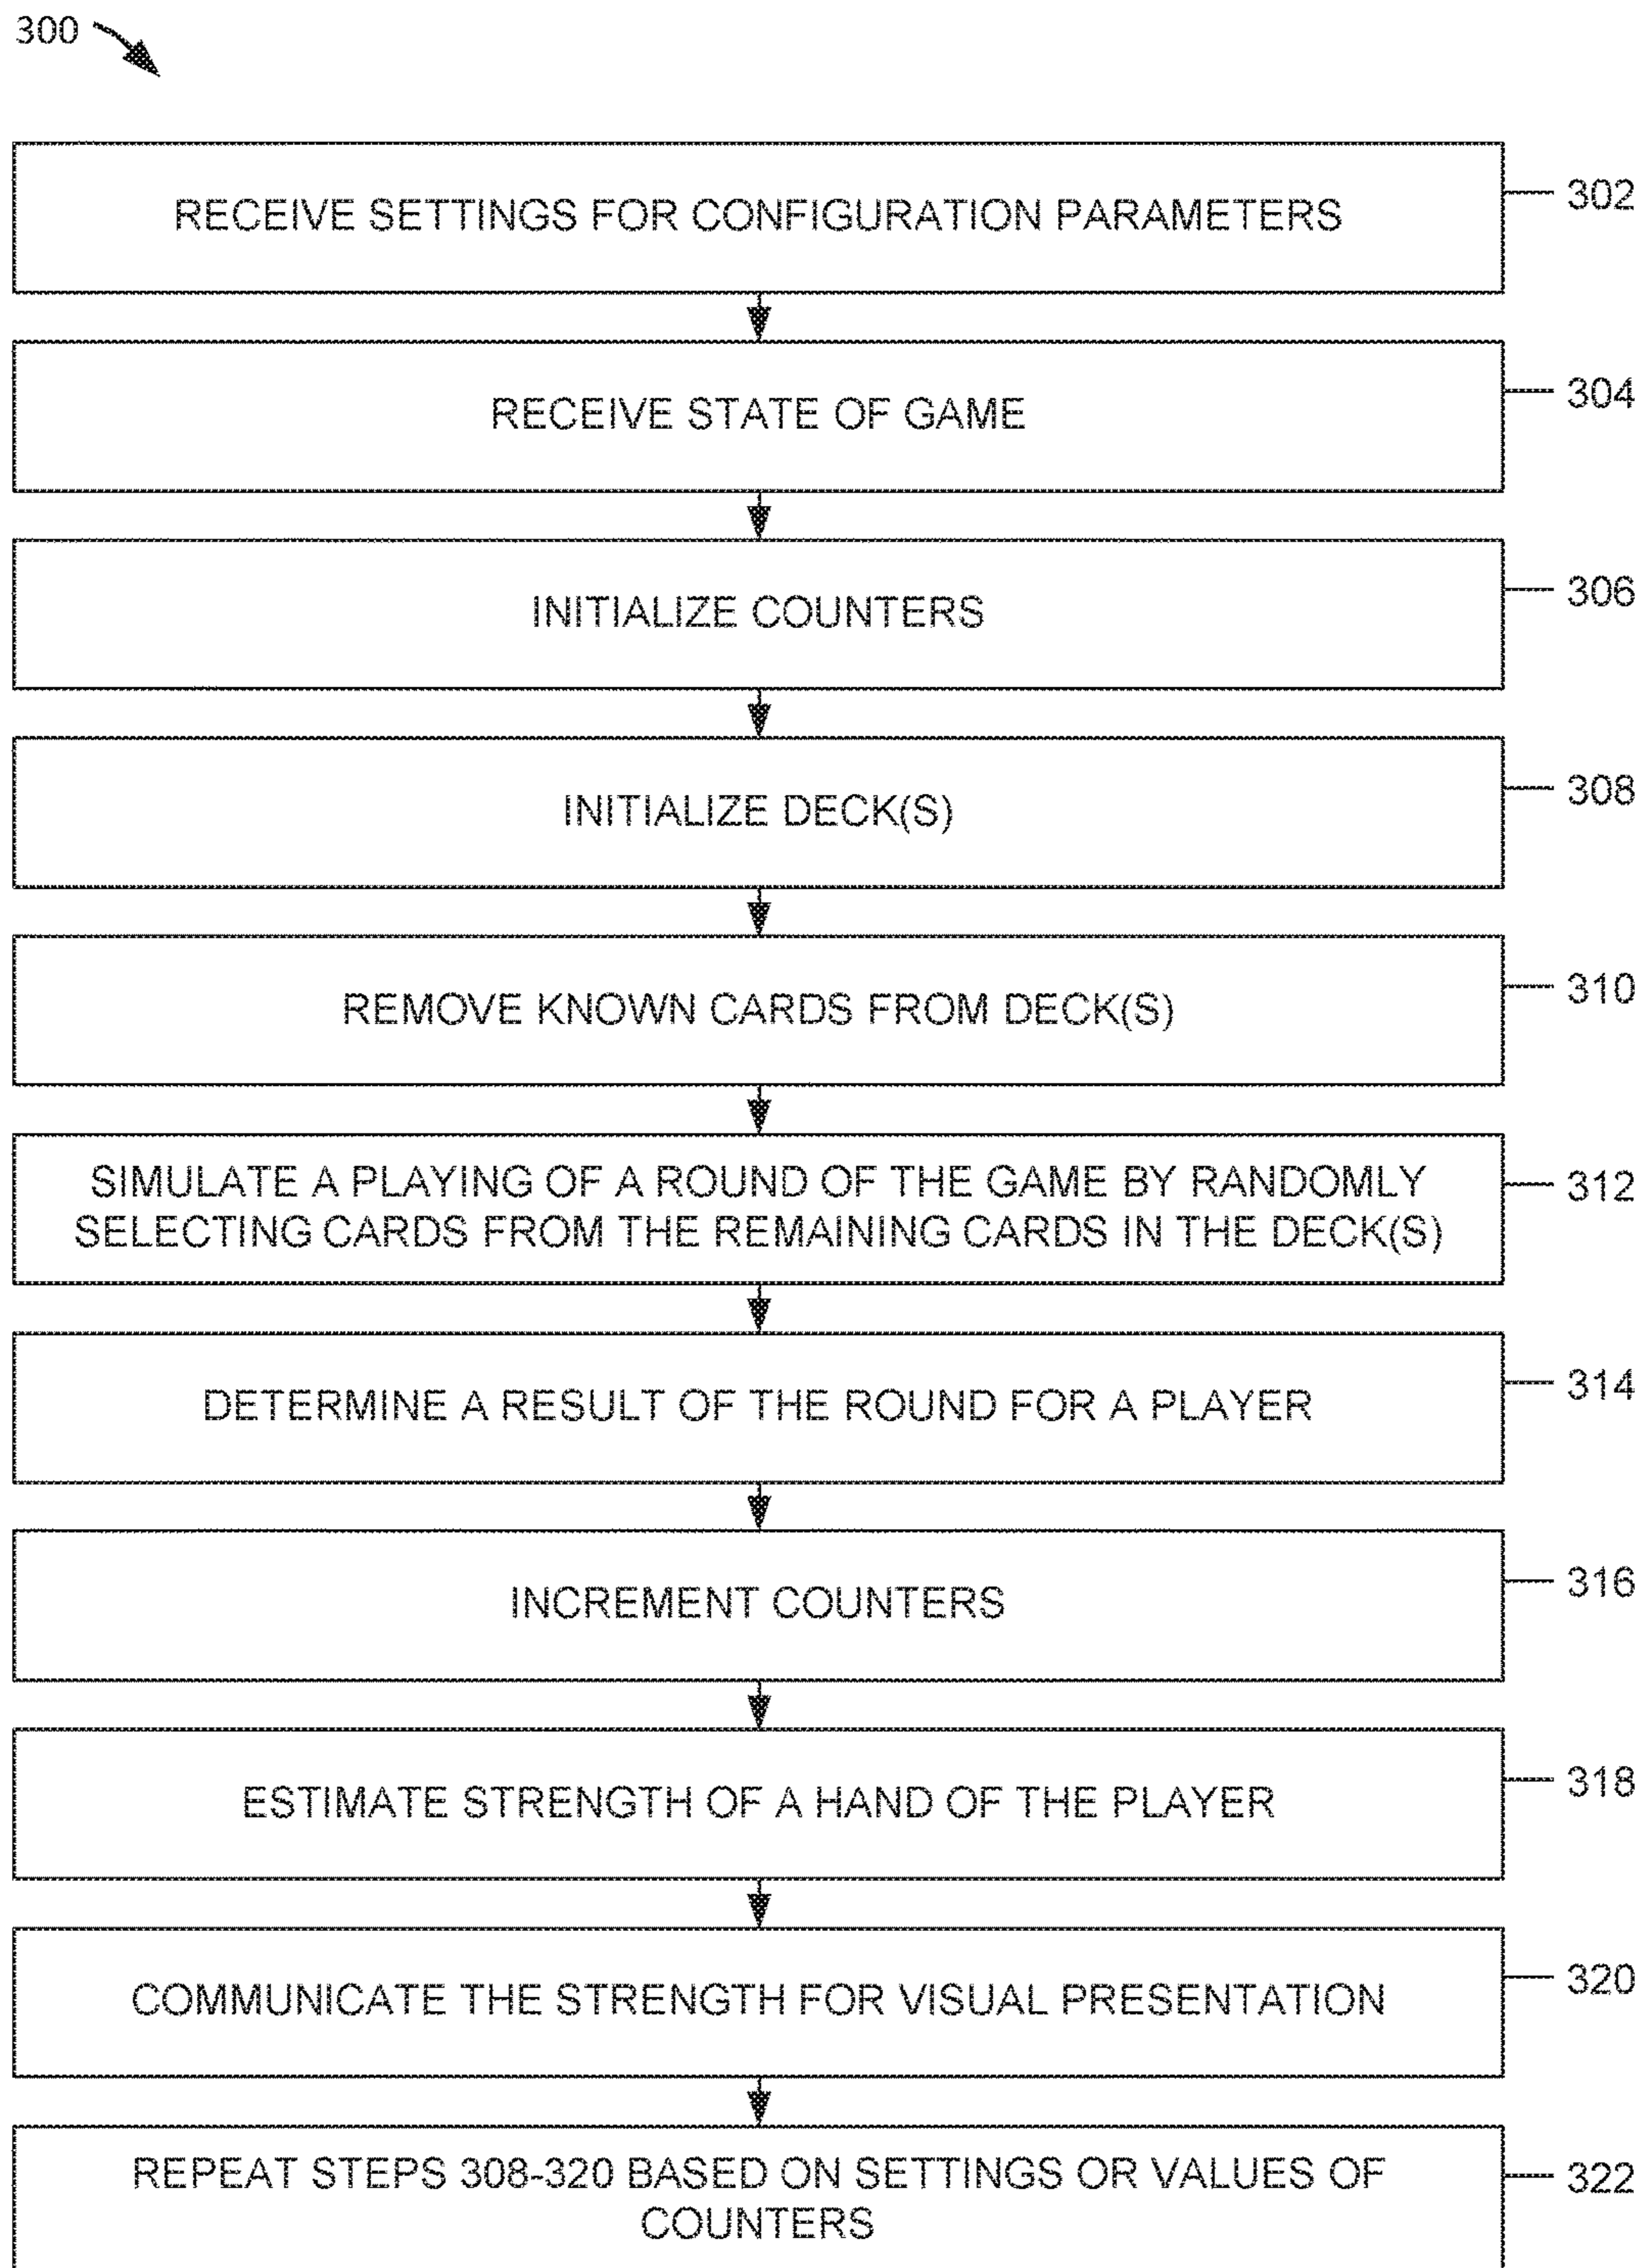 300
RECEIVE SETTINGS FOR CONFIGURATION PARAMETERS
302
RECEIVE STATE OF GAME
304
INITIALIZE COUNTERS
306
INITIALIZE DECK(S)
308
REMOVE KNOWN CARDS FROM DECK(S)
310
SIMULATE A PLAYING OF A ROUND OF THE GAME BY RANDOMLY
SELECTING CARDS FROM THE REMAINING CARDS IN THE DECK(S)
312
DETERMINE A RESULT OF THE ROUND FOR A PLAYER
314
INCREMENT COUNTERS
316
ESTIMATE STRENGTH OF A HAND OF THE PLAYER
318
COMMUNICATE THE STRENGTH FOR VISUAL PRESENTATION
320
REPEAT STEPS 308-320 BASED ON SETTINGS OR VALUES OF
COUNTERS
322